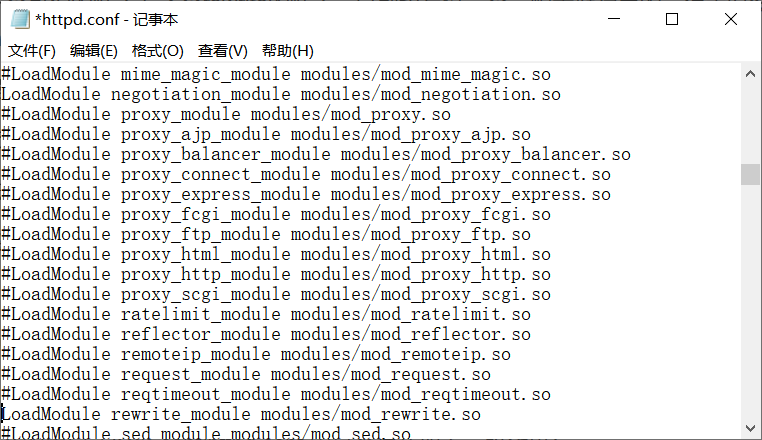 *httpd.conf - 记事本
文件(F) 编辑(E) 格式(O) 查看(V) 帮助(H)
#LoadModule mime_magic_module modules/mod_mime_magic.so
LoadModule negotiation_module modules/mod_negotiation.so
#LoadModule proxy_module modules/mod_proxy.so
#LoadModule proxy_ajp_module modules/mod_proxy_ajp.so
#LoadModule proxy_balancer_module modules/mod_proxy_balancer.so
#LoadModule proxy_connect_module modules/mod_proxy_connect.so
#LoadModule proxy_express_module modules/mod_proxy_express.so
#LoadModule proxy_fcgi_module modules/mod_proxy_fcgi.so
#LoadModule proxy_ftp_module modules/mod_proxy_ftp.so
#LoadModule proxy_html_module modules/mod_proxy_html.so
#LoadModule proxy_http_module modules/mod_proxy_http.so
#LoadModule proxy_scgi_module modules/mod_proxy_scgi.so
#LoadModule ratelimit_module modules/mod_ratelimit.so
#LoadModule reflector_module modules/mod_reflector.so
#LoadModule remoteip_module modules/mod_remoteip.so
#LoadModule request_module modules/mod_request.so
#LoadModule reqtimeout_module modules/mod_reqtimeout.so
LoadModule rewrite_module modules/mod_rewrite.so
#LoadModule sed_module modules/mod_sed.so